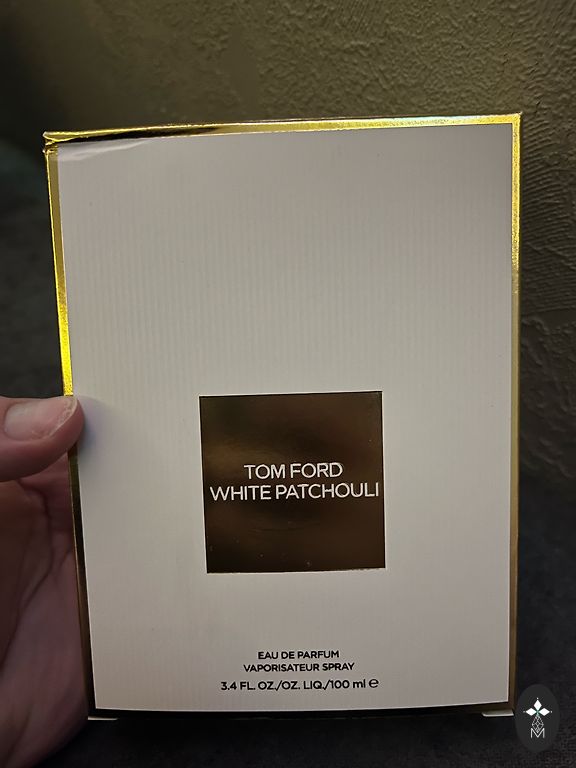 TOM FORD
WHITE PATCHOULI
EAU DE PARFUM
VAPORISATEUR SPRAY
3.4 FL. OZ./OZ. LIQ./100 ml ℮
M